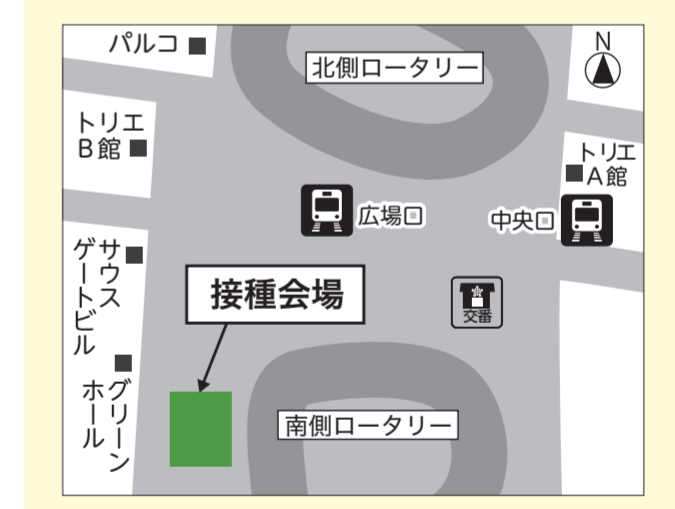 パルコ
北側ロータリー
N
トリエ
B館
トリエ
A館
広場口
中央口
サウス
ゲートビル
接種会場
交番
グリーン
ホール
南側ロータリー